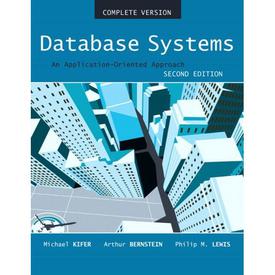 COMPLETE VERSION
Database Systems
An Application-Oriented Approach
SECOND EDITION
Michael KIFER Arthur BERNSTEIN Philip M. LEWIS